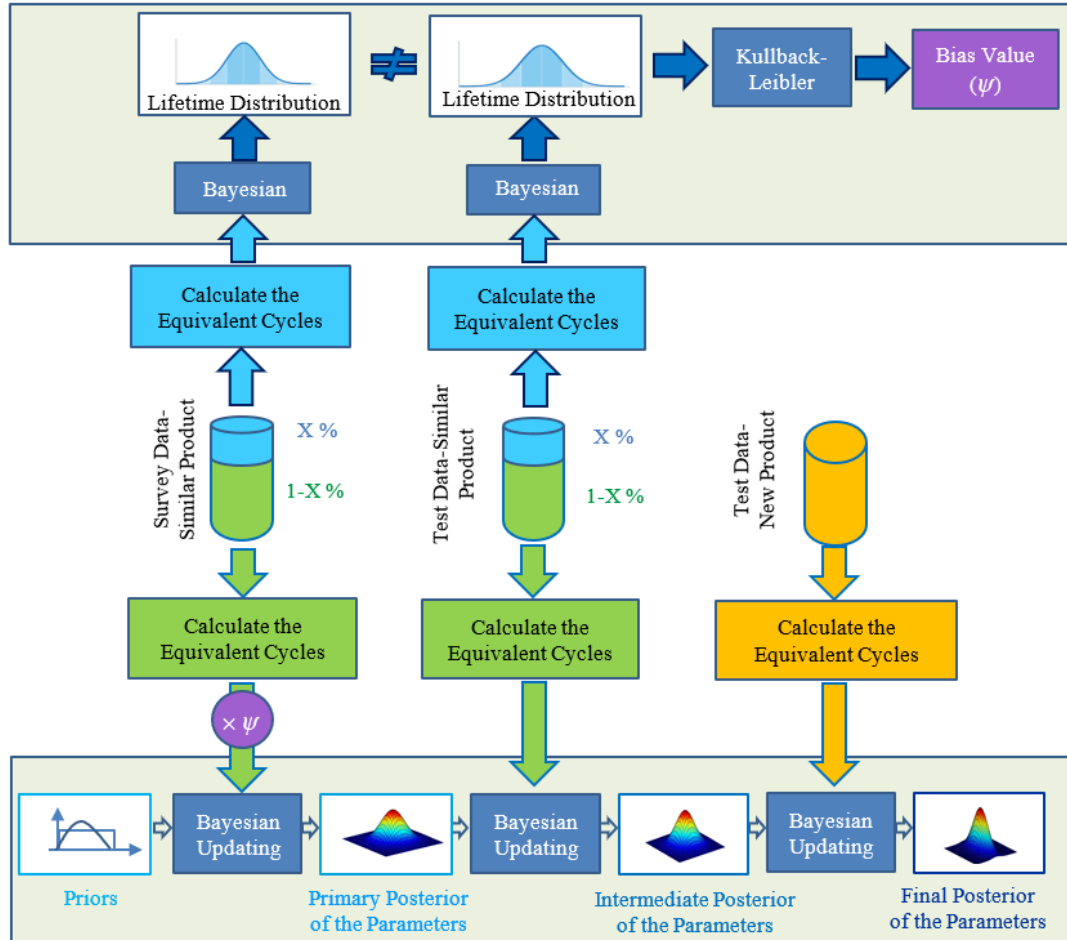 Lifetime Distribution
≠
Lifetime Distribution
Kullback-
Leibler
Bias Value
(ψ)
Bayesian
Bayesian
Calculate the
Equivalent Cycles
Calculate the
Equivalent Cycles
Survey Data-
Similar Product
X %
1-X %
Test Data-Similar
Product
X %
1-X %
Test Data-
New Product
Calculate the
Equivalent Cycles
Calculate the
Equivalent Cycles
Calculate the
Equivalent Cycles
× ψ
Bayesian
Updating
Bayesian
Updating
Bayesian
Updating
Priors
Primary Posterior
of the Parameters
Intermediate Posterior
of the Parameters
Final Posterior
of the Parameters